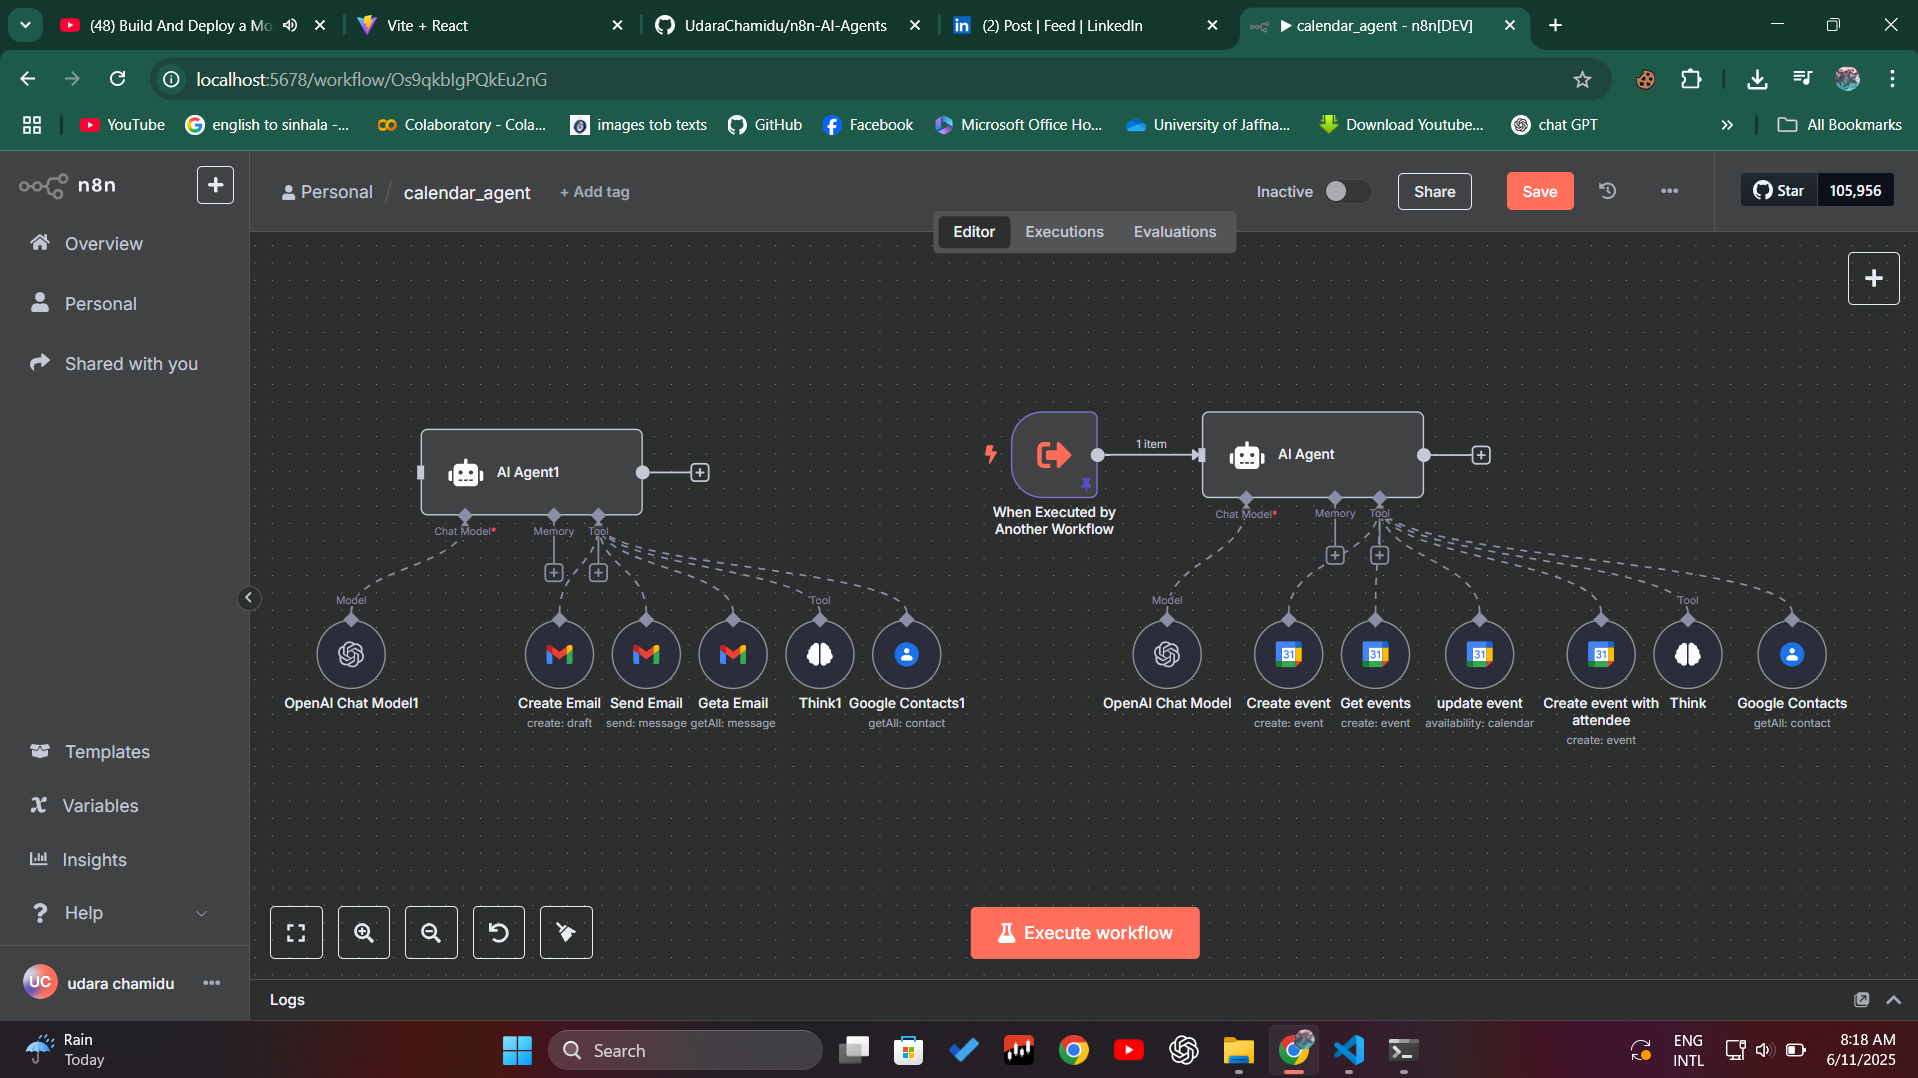 (48) Build And Deploy a Mo
Vite + React
UdaraChamidu/n8n-AI-Agents
(2) Post | Feed | LinkedIn
▶ calendar_agent - n8n[DEV]
localhost:5678/workflow/Os9qkbIgPQkEu2nG
YouTube
english to sinhala -...
Colaboratory - Cola...
images tob texts
GitHub
Facebook
Microsoft Office Ho...
University of Jaffna...
Download Youtube...
chat GPT
All Bookmarks
n8n
Personal / calendar_agent
+ Add tag
Inactive
Share
Save
Star
105,956
Editor
Executions
Evaluations
Overview
Personal
Shared with you
Templates
Variables
Insights
Help
UC
udara chamidu
AI Agent1
Chat Model*
Memory
Tool
Model
Tool
OpenAI Chat Model1
Create Email
create: draft
Send Email
send: message
Geta Email
getAll: message
Think1
Google Contacts1
getAll: contact
When Executed by
Another Workflow
1 item
AI Agent
Chat Model*
Memory
Tool
Model
Tool
OpenAI Chat Model
31
Create event
create: event
31
Get events
create: event
31
update event
availability: calendar
31
Create event with
attendee
create: event
Think
Google Contacts
getAll: contact
Execute workflow
Logs
Rain
Today
Search
ENG
INTL
8:18 AM
6/11/2025